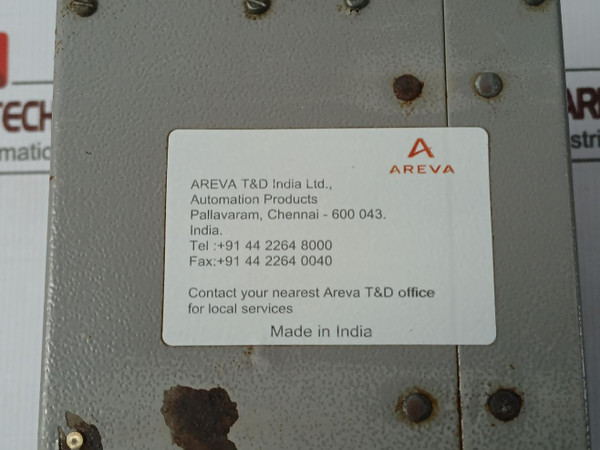 AREVA
AREVA T&D India Ltd.,
Automation Products
Pallavaram, Chennai - 600 043.
India.
Tel :+91 44 2264 8000
Fax:+91 44 2264 0040
Contact your nearest Areva T&D office
for local services
Made in India
TECH